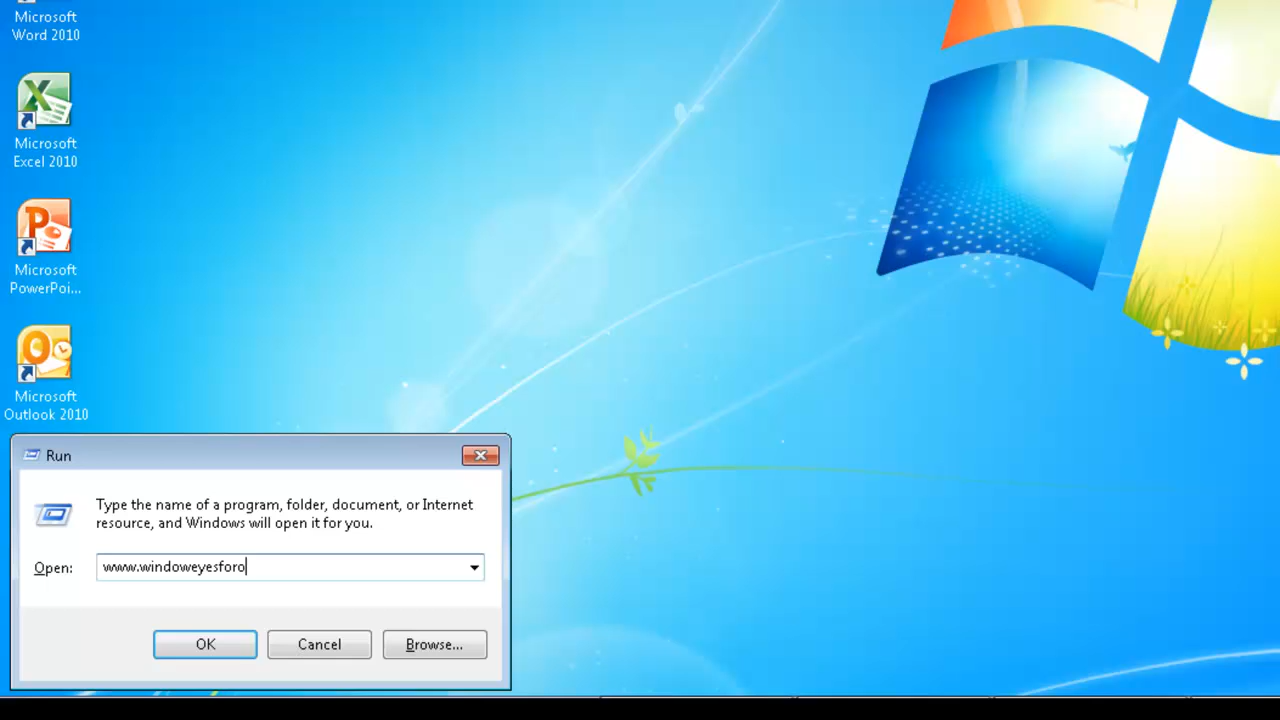 Microsoft
Word 2010
Microsoft
Excel 2010
Microsoft
PowerPoi...
Microsoft
Outlook 2010
Run
Type the name of a program, folder, document, or Internet
resource, and Windows will open it for you.
Open:
www.windoweyesforo
OK
Cancel
Browse...